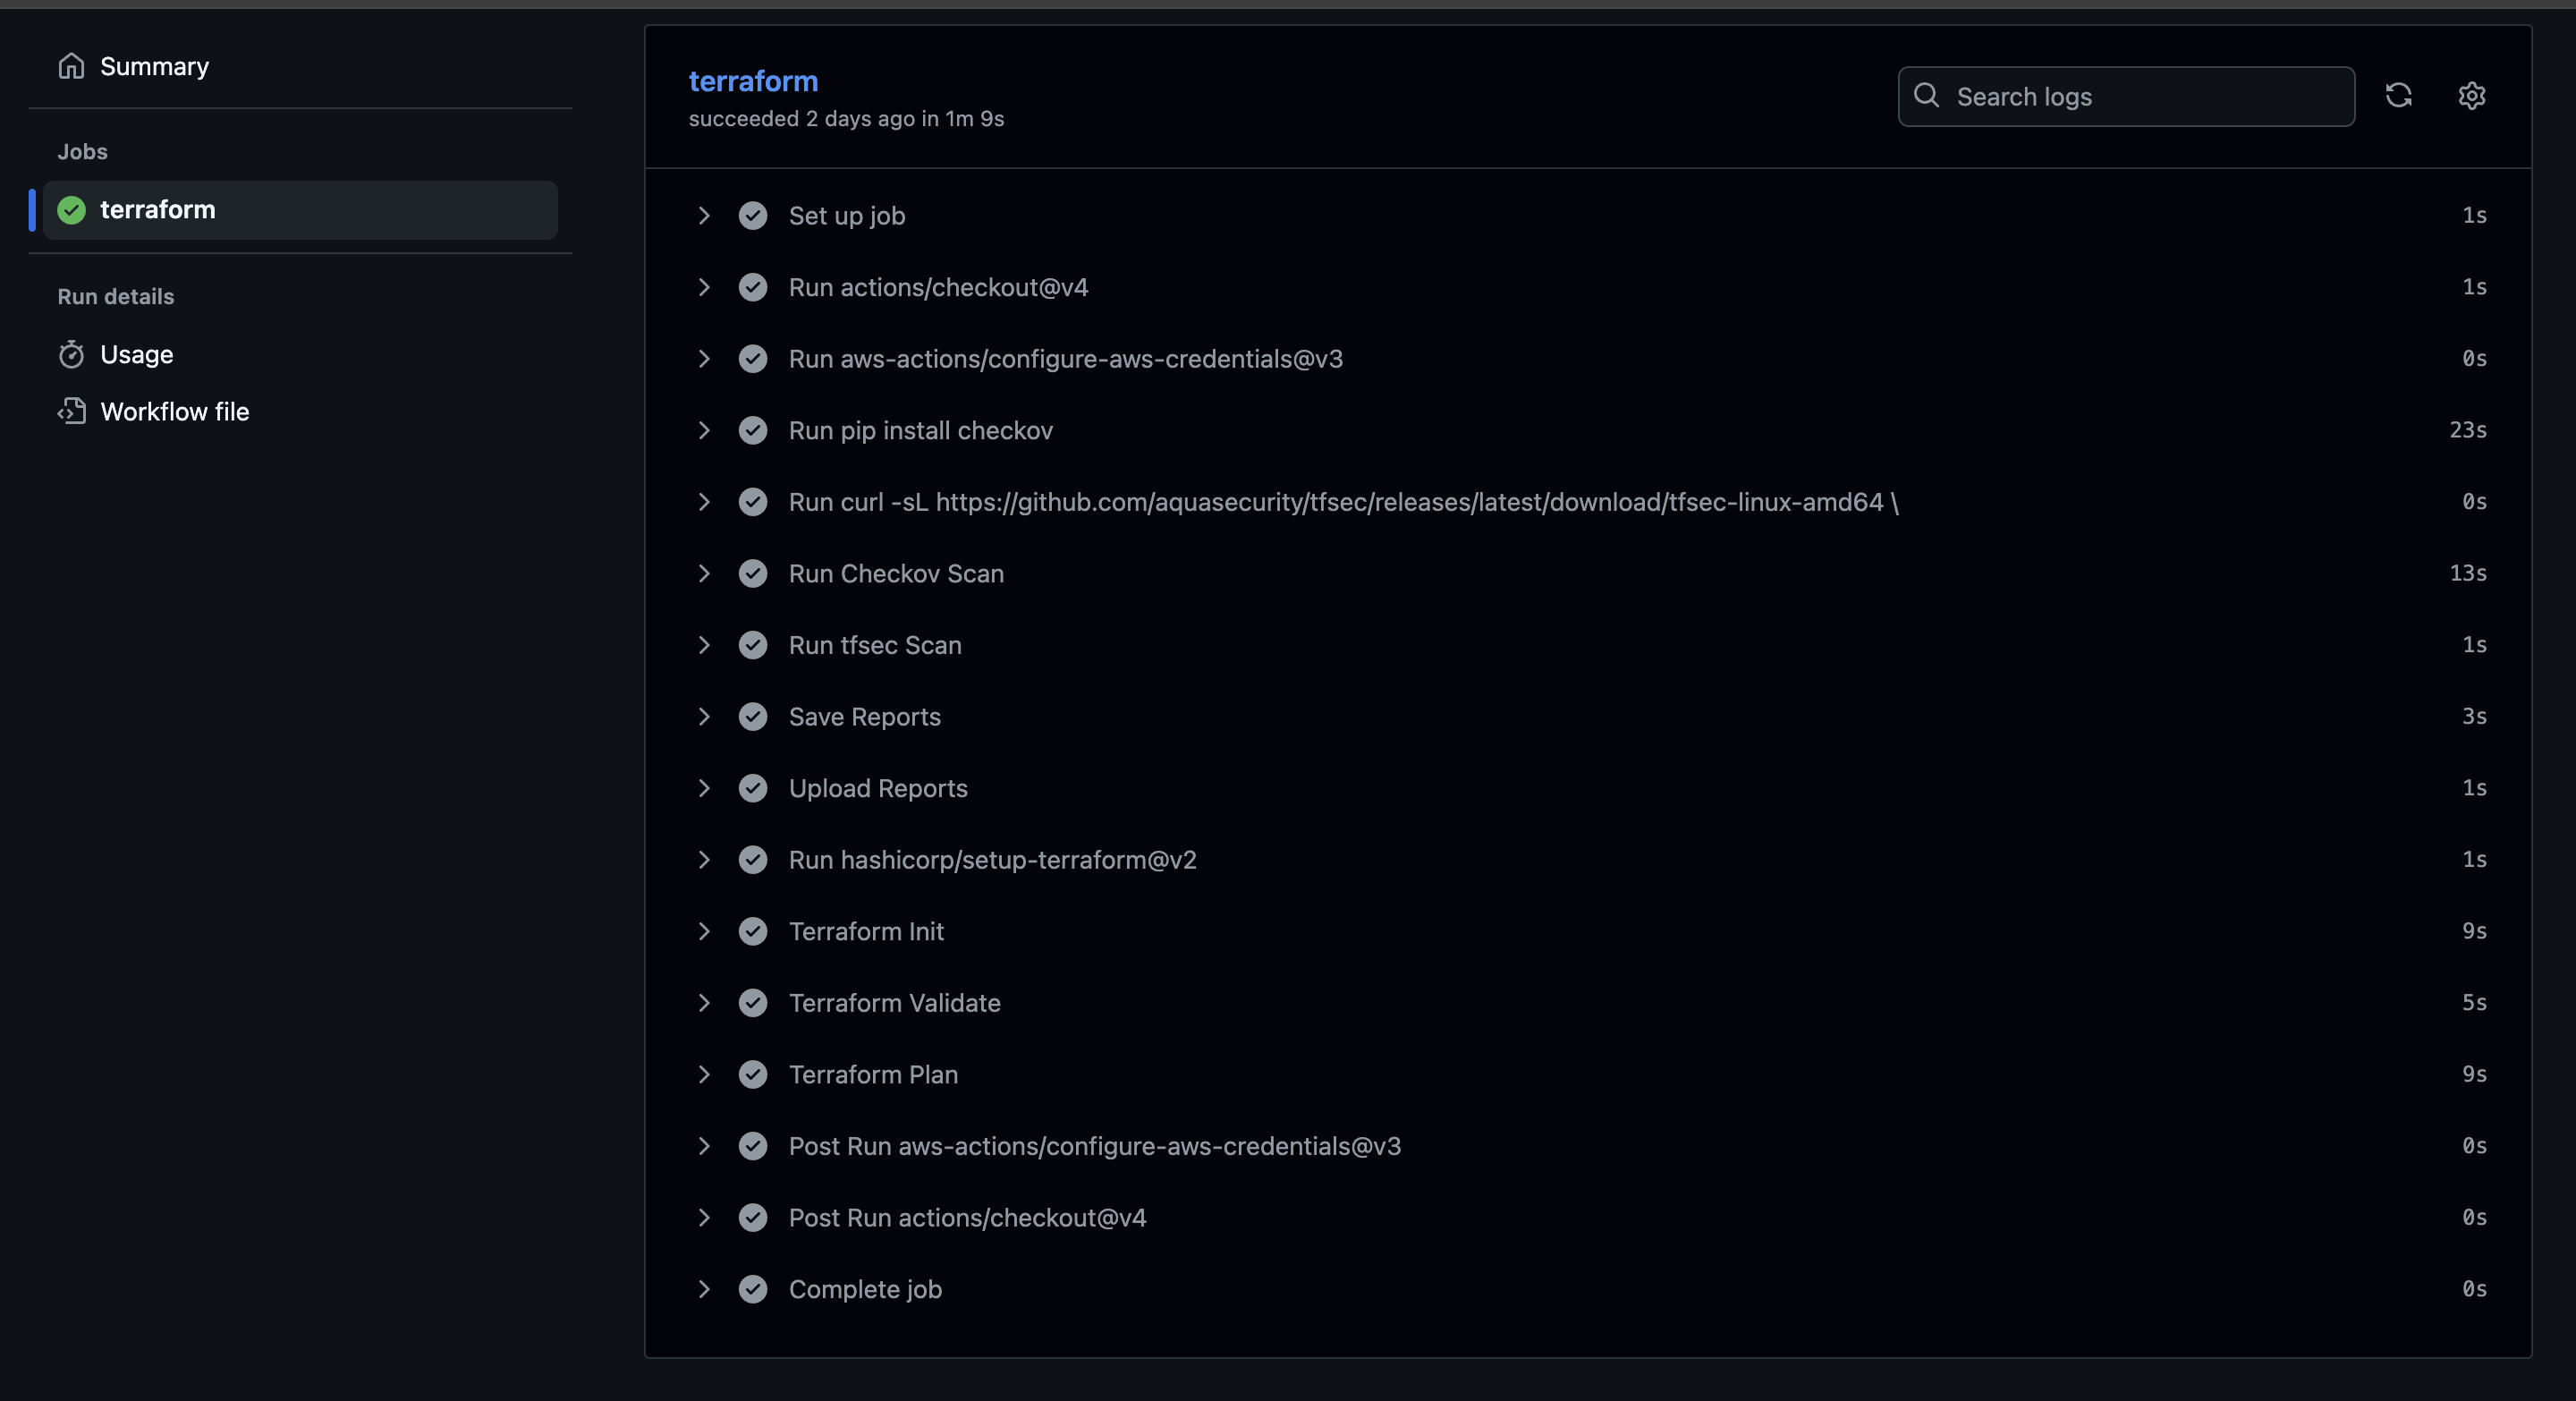 Summary
Jobs
terraform
Run details
Usage
Workflow file
terraform
succeeded 2 days ago in 1m 9s
Search logs
Set up job 1s
Run actions/checkout@v4 1s
Run aws-actions/configure-aws-credentials@v3 0s
Run pip install checkov 23s
Run curl -sL https://github.com/aquasecurity/tfsec/releases/latest/download/tfsec-linux-amd64 \ 0s
Run Checkov Scan 13s
Run tfsec Scan 1s
Save Reports 3s
Upload Reports 1s
Run hashicorp/setup-terraform@v2 1s
Terraform Init 9s
Terraform Validate 5s
Terraform Plan 9s
Post Run aws-actions/configure-aws-credentials@v3 0s
Post Run actions/checkout@v4 0s
Complete job 0s